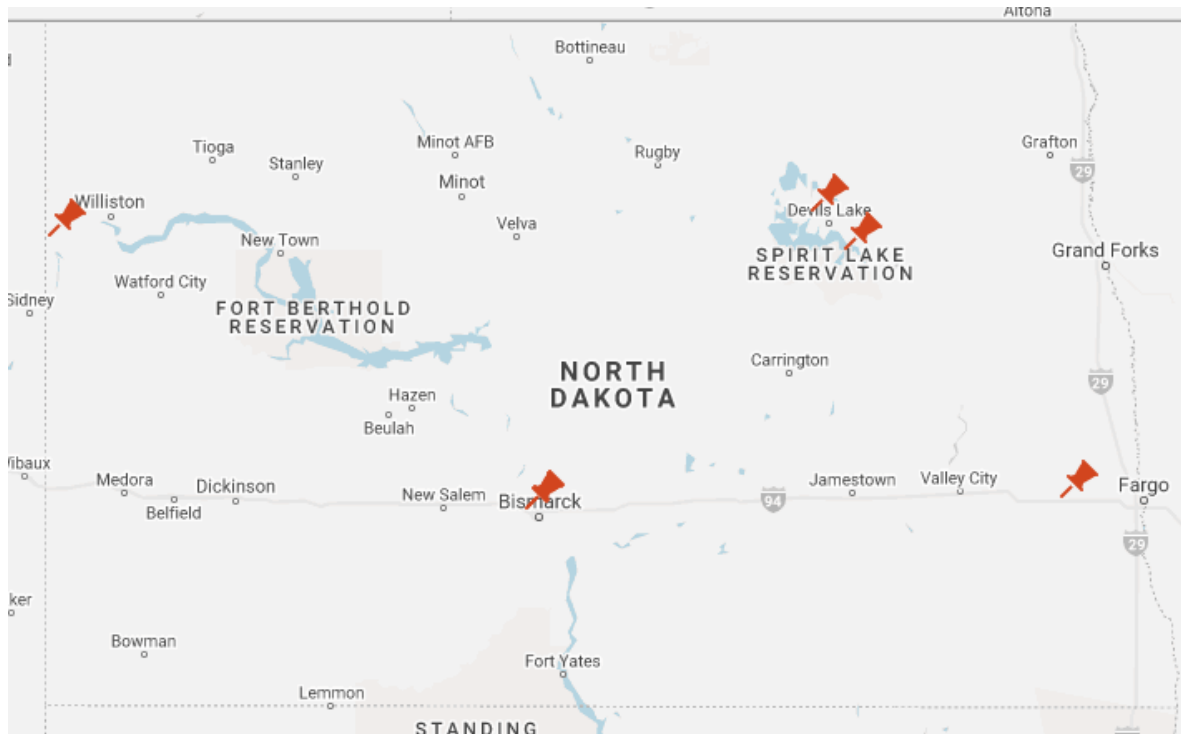 Altona
Bottineau
Tioga
Stanley
Minot AFB
Rugby
Grafton
29
Minot
Williston
Velva
Devils Lake
New Town
Grand Forks
SPIRIT LAKE
RESERVATION
Watford City
Sidney
FORT BERTHOLD
RESERVATION
Carrington
NORTH
DAKOTA
29
Hazen
Beulah
Medora
Dickinson
Belfield
New Salem
Bismarck
94
Jamestown
Valley City
Fargo
29
Bowman
Fort Yates
Lemmon
STANDING